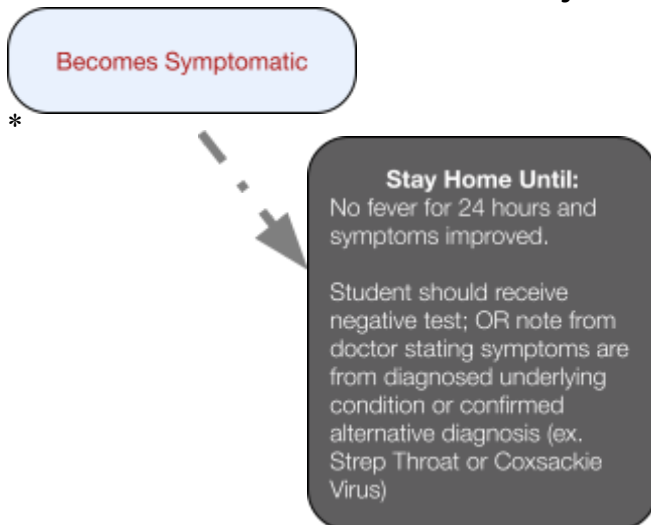 Becomes Symptomatic
*
Stay Home Until:
No fever for 24 hours and
symptoms improved.
Student should receive
negative test; OR note from
doctor stating symptoms are
from diagnosed underlying
condition or confirmed
alternative diagnosis (ex.
Strep Throat or Coxsackie
Virus)